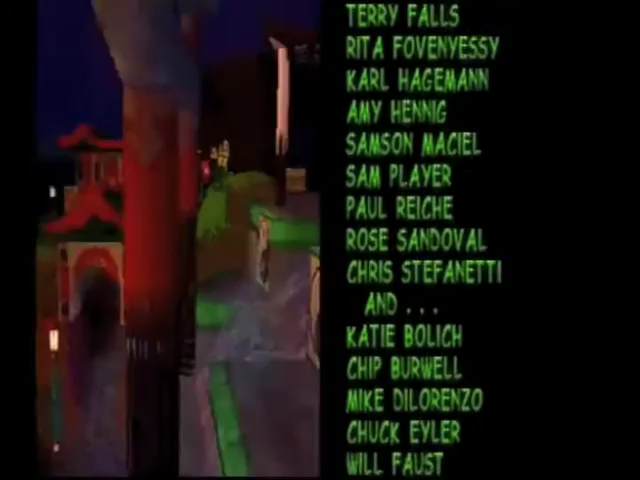 TERRY FALLS
RITA FOVENYESSY
KARL HAGEMANN
AMY HENNIG
SAMSON MACIEL
SAM PLAYER
PAUL REICHE
ROSE SANDOVAL
CHRIS STEFANETTI
AND . . .
KATIE BOLICH
CHIP BURWELL
MIKE DILORENZO
CHUCK EYLER
WILL FAUST